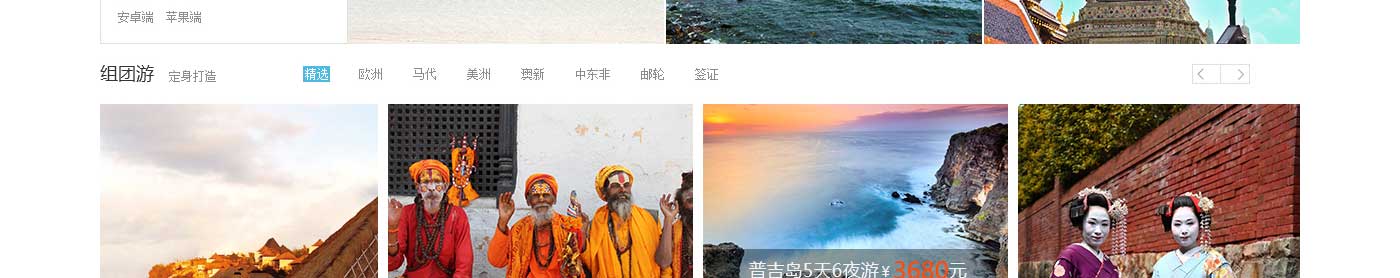 安卓端 苹果端
组团游 定身打造 精选 欧洲 马代 美洲 澳新 中东非 邮轮 签证
普吉岛5天6夜游¥3680元